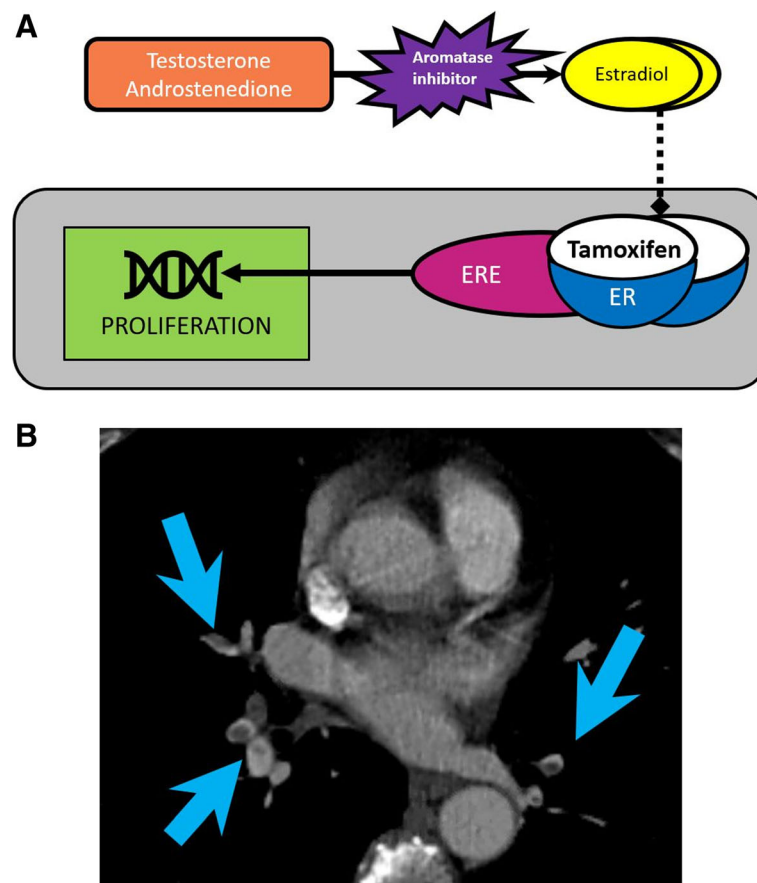 A
Testosterone
Androstenedione
Aromatase
inhibitor
Estradiol
Tamoxifen
ERE
ER
PROLIFERATION
B